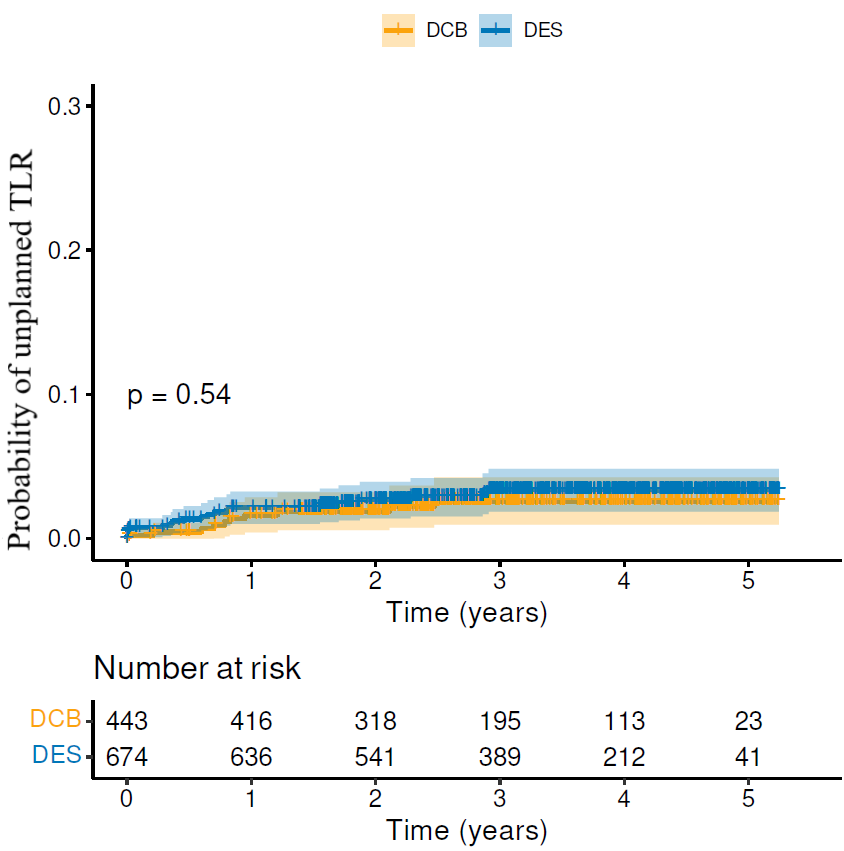 DCB DES
Probability of unplanned TLR
0.3
0.2
0.1
0.0
p = 0.54
0 1 2 3 4 5
Time (years)
Number at risk
DCB 443 416 318 195 113 23
DES 674 636 541 389 212 41
0 1 2 3 4 5
Time (years)